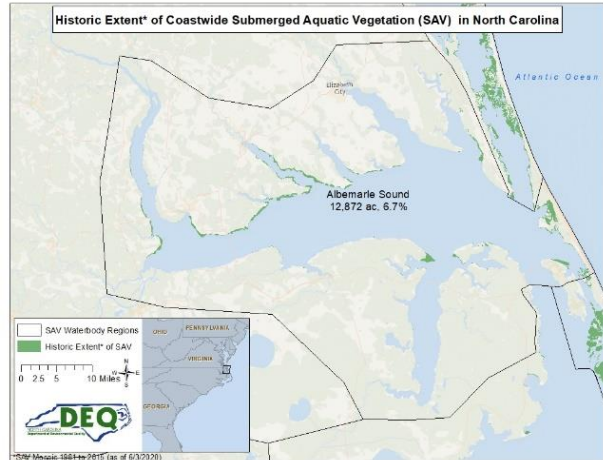 Historic Extent* of Coastwide Submerged Aquatic Vegetation (SAV) in North Carolina
Atlantic Ocean
Elizabeth
City
Albemarle Sound
12,872 ac, 6.7%
SAV Waterbody Regions
Historic Extent* of SAV
0 2.5 5 10 Miles
N
W E
S
OHIO
PENNSYLVANIA
VIRGINIA
GEORGIA
DEQ
*SAV Mosaic 1981 to 2015 (as of 6/3/2020)